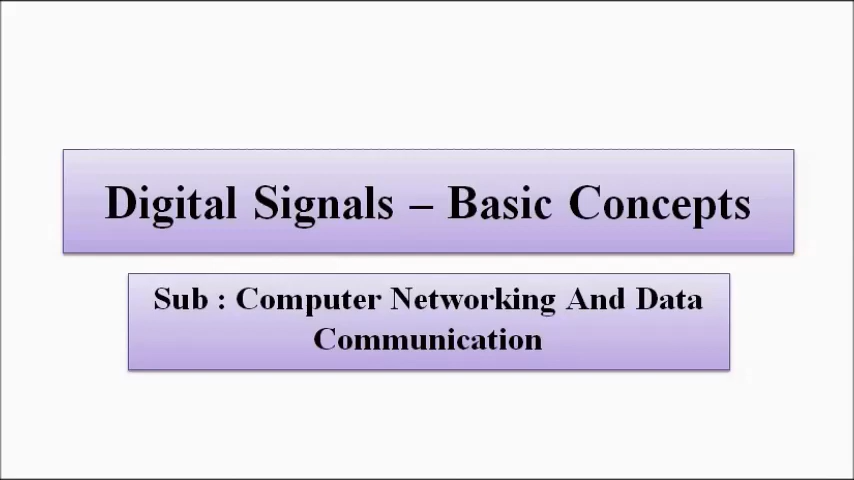 Digital Signals – Basic Concepts
Sub : Computer Networking And Data
Communication